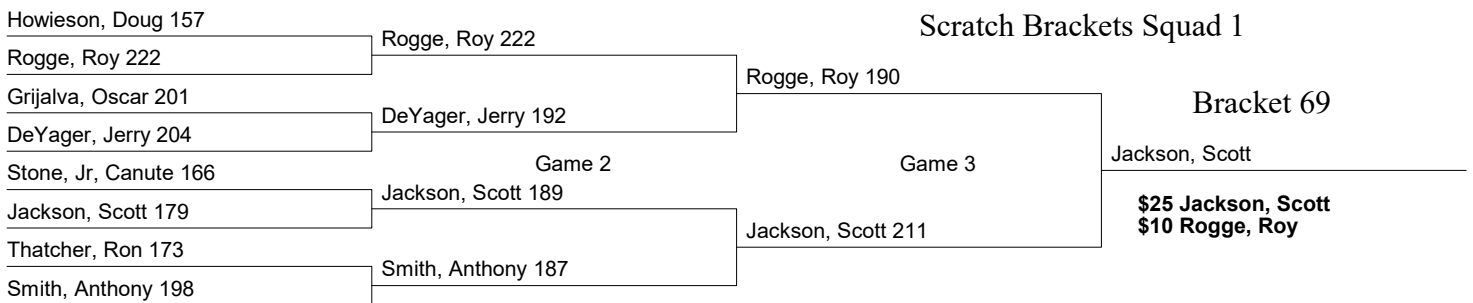 Scratch Brackets Squad 1
Bracket 69
Howieson, Doug 157
Rogge, Roy 222
Grijalva, Oscar 201
DeYager, Jerry 204
Stone, Jr, Canute 166
Jackson, Scott 179
Thatcher, Ron 173
Smith, Anthony 198
Rogge, Roy 222
DeYager, Jerry 192
Game 2
Jackson, Scott 189
Smith, Anthony 187
Rogge, Roy 190
Game 3
Jackson, Scott 211
Jackson, Scott
$25 Jackson, Scott
$10 Rogge, Roy